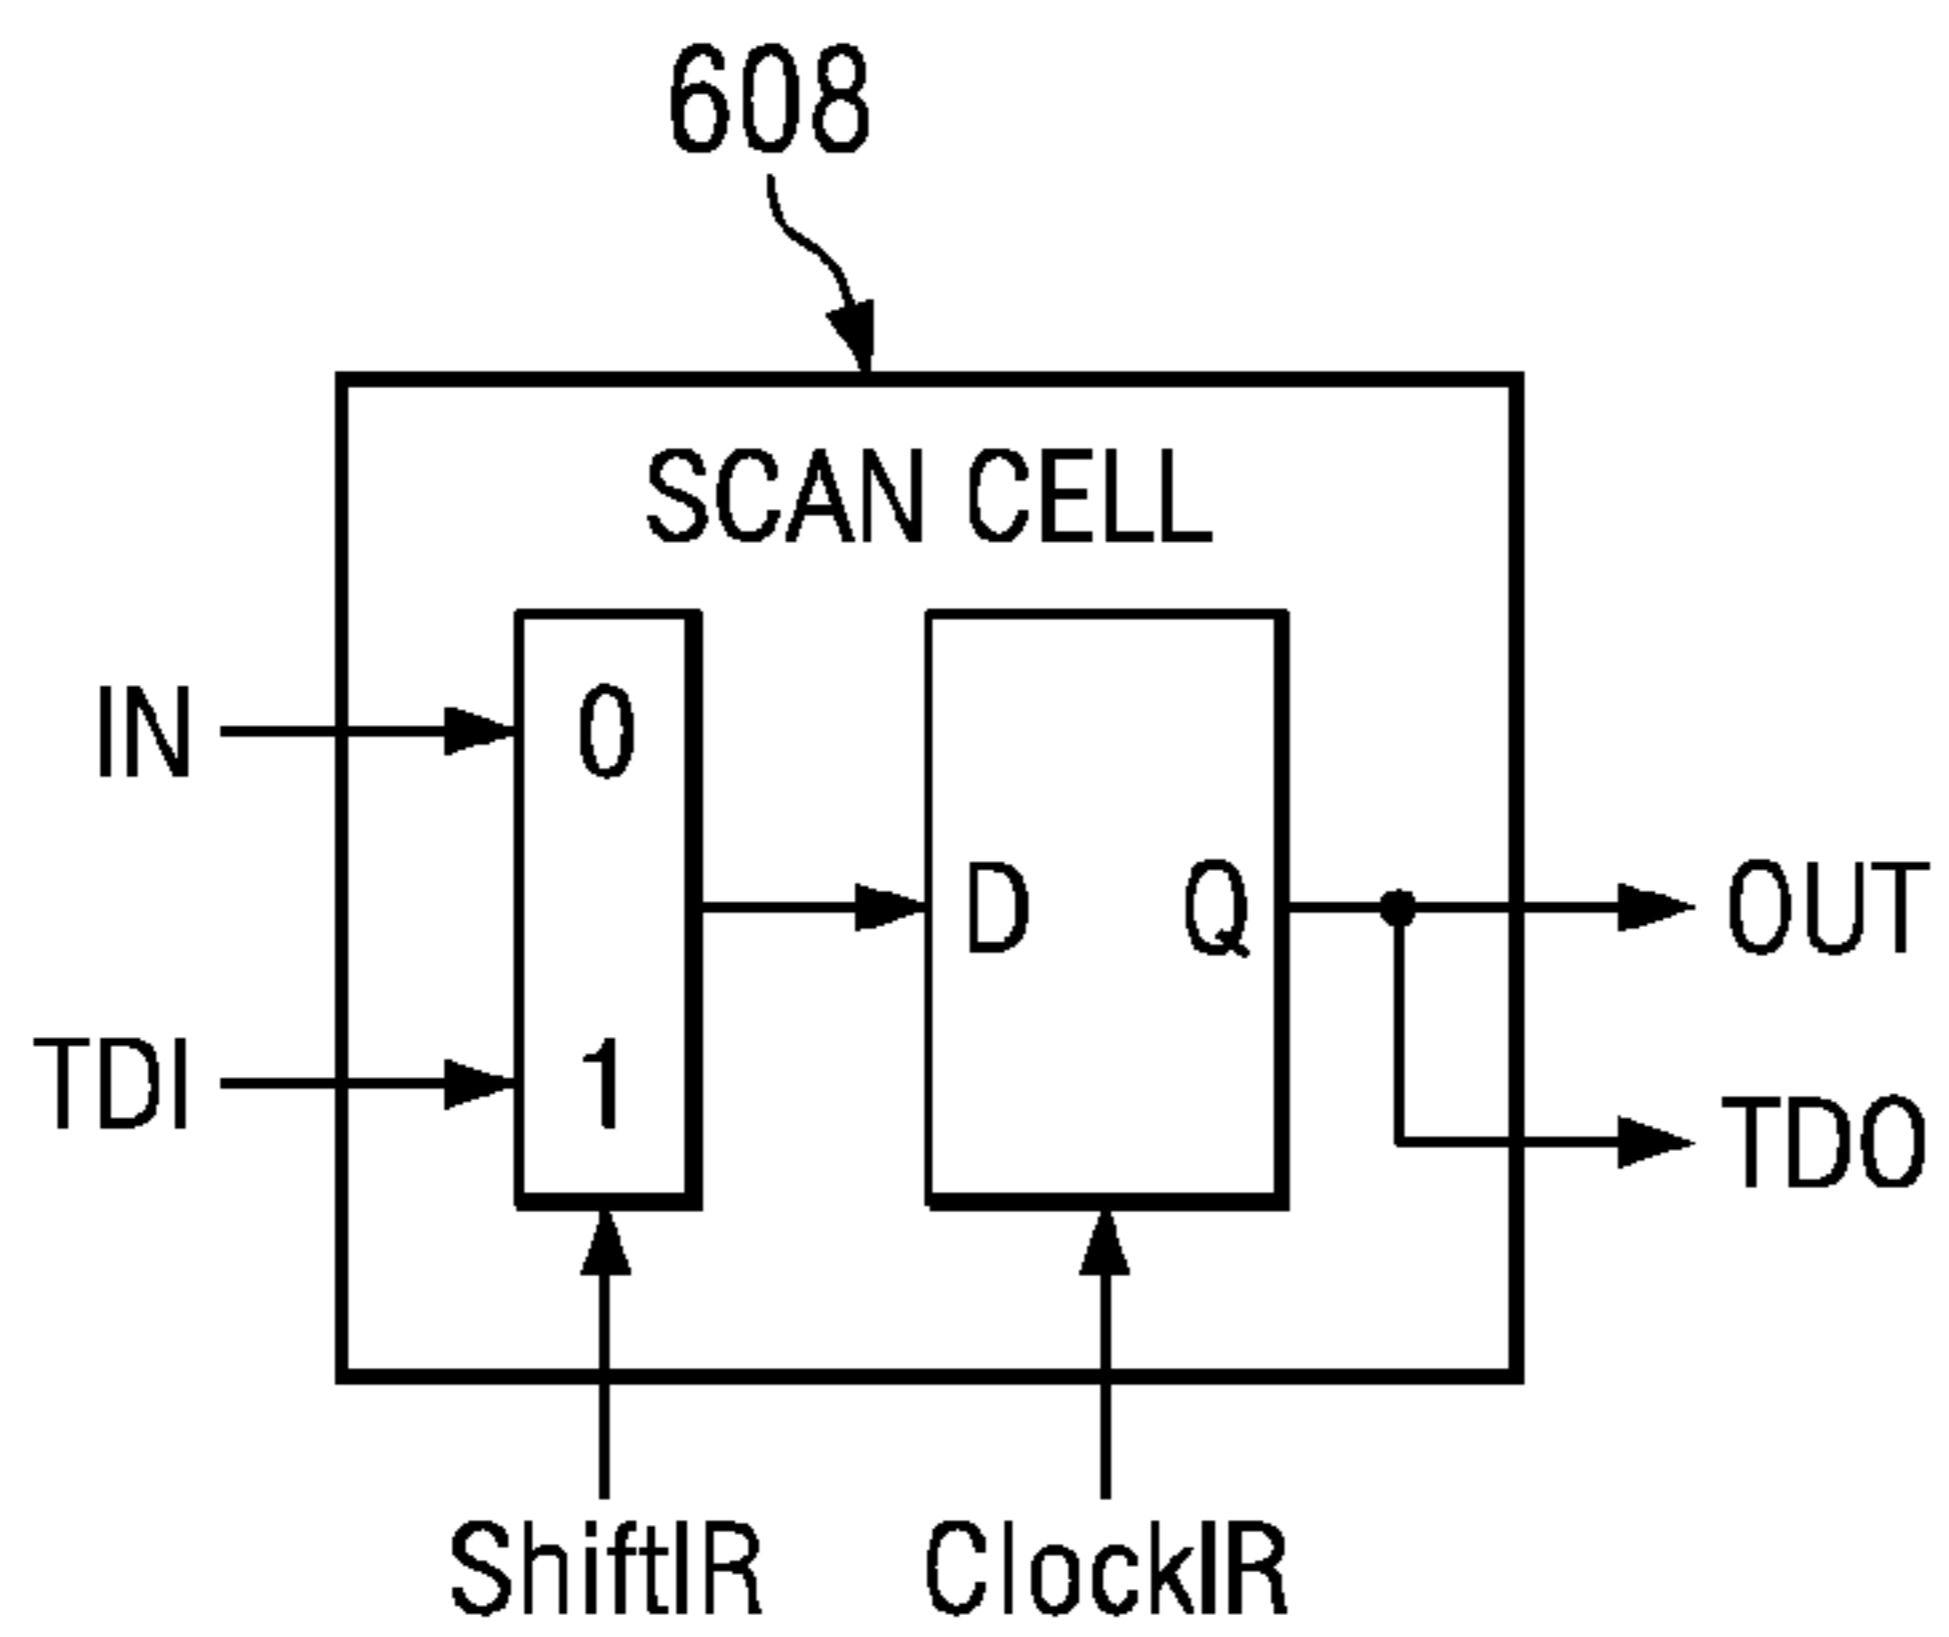 608
SCAN CELL
IN
0
D
Q
OUT
TDI
1
TDO
ShiftIR
ClockIR